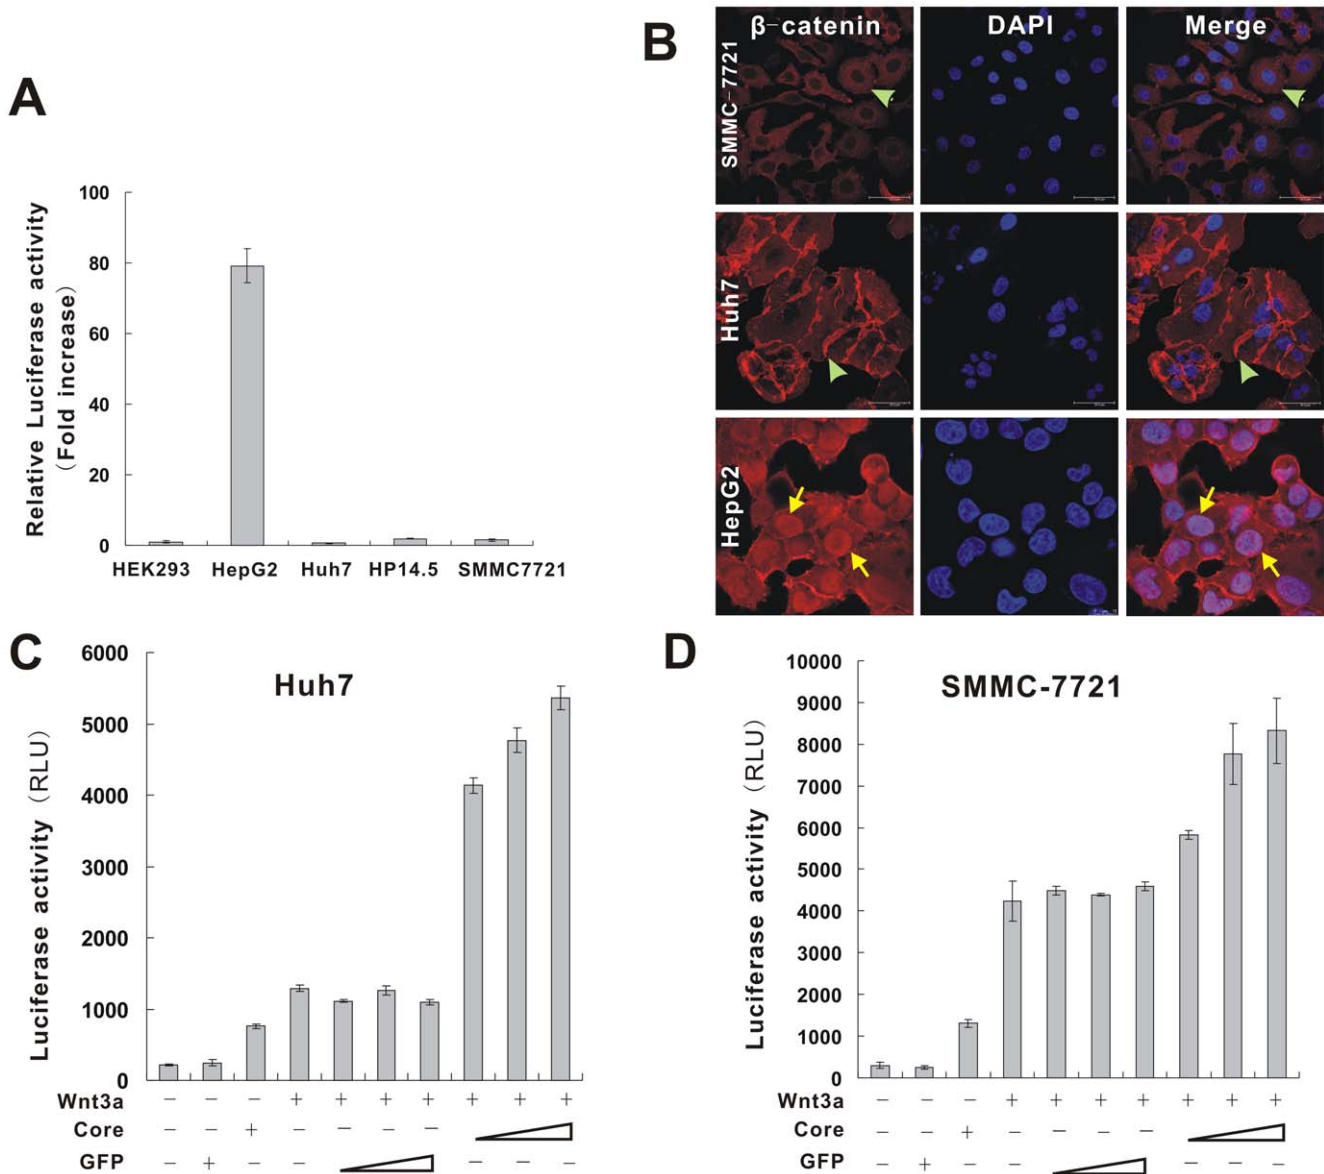 A
Relative Luciferase activity
(Fold increase)
100
80
60
40
20
0
HEK293 HepG2 Huh7 HP14.5 SMMC7721
B
β-catenin DAPI Merge
SMMC-7721
Huh7
HepG2
C
Huh7
Luciferase activity (RLU)
6000
5000
4000
3000
2000
1000
0
Wnt3a − − − + + + + + + +
Core − − + − − − −
GFP − + − − − − −
D
SMMC-7721
Luciferase activity (RLU)
10000
9000
8000
7000
6000
5000
4000
3000
2000
1000
0
Wnt3a − − − + + + + + + +
Core − − + − − − −
GFP − + − − − − −